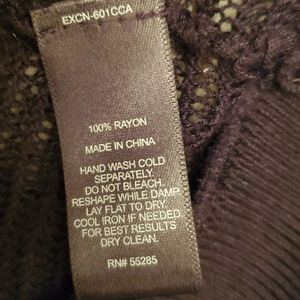 EXCN-601CCA
100% RAYON
MADE IN CHINA
HAND WASH COLD
SEPARATELY.
DO NOT BLEACH.
RESHAPE WHILE DAMP
LAY FLAT TO DRY.
COOL IRON IF NEEDED
FOR BEST RESULTS
DRY CLEAN.
RN# 55285